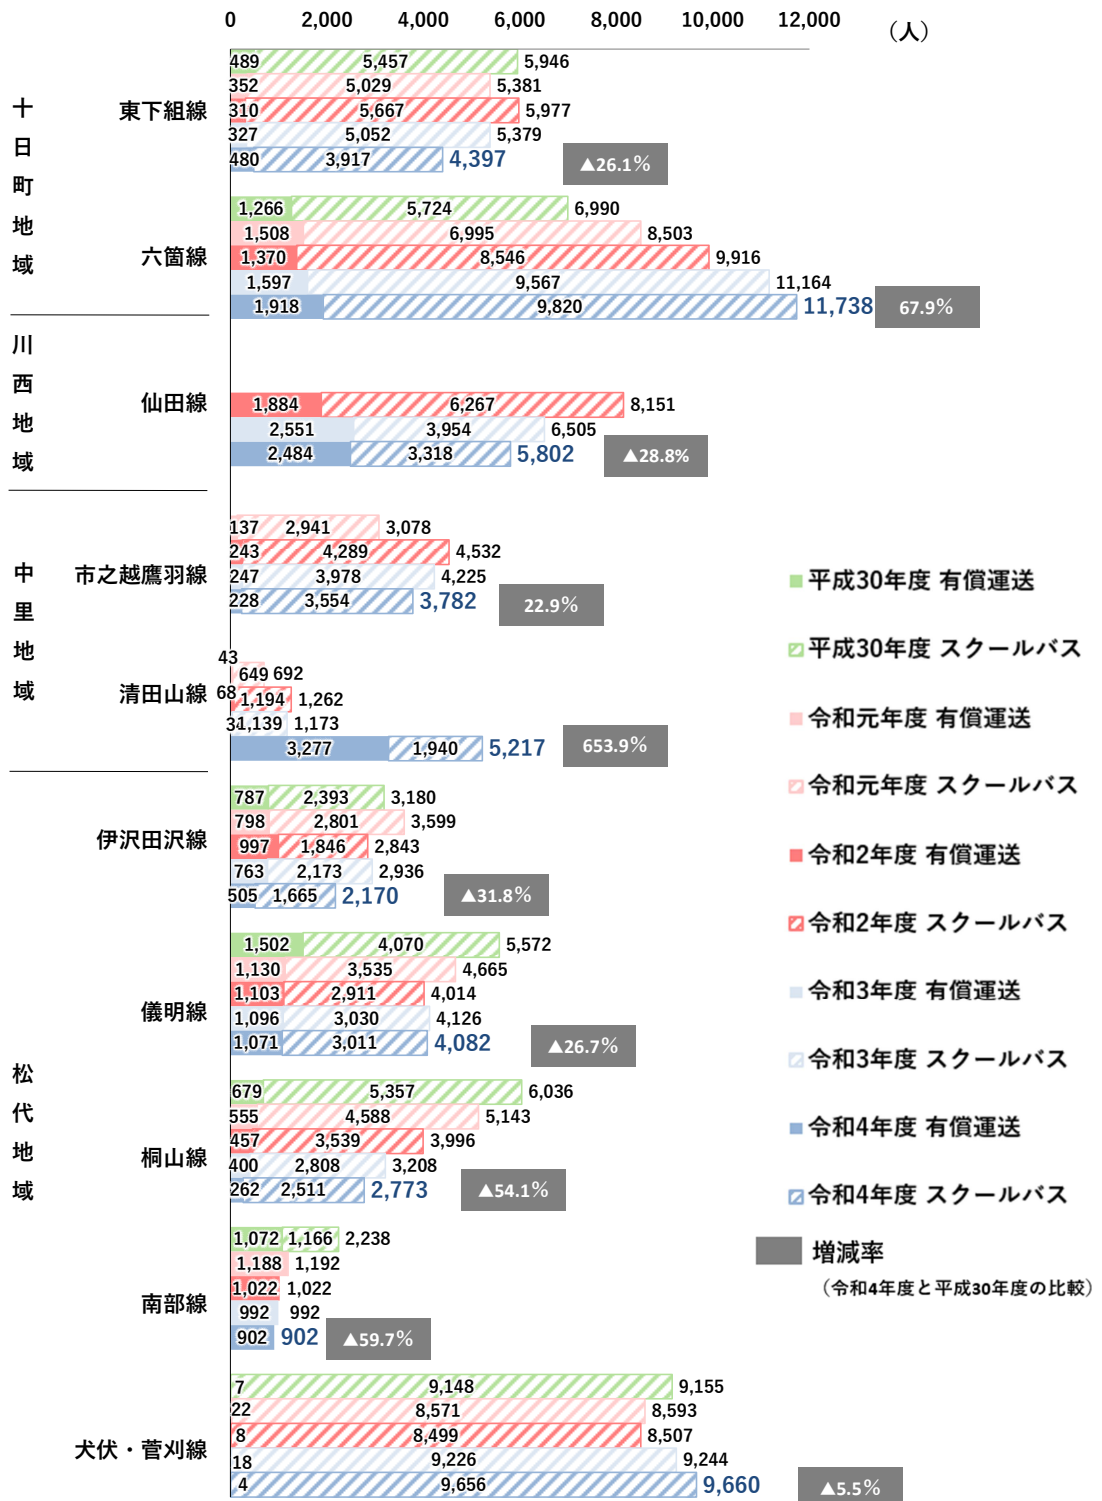 0 2,000 4,000 6,000 8,000 10,000 12,000 （人）
十日町地域
東下組線
489 5,457 5,946
352 5,029 5,381
310 5,667 5,977
327 5,052 5,379
480 3,917 4,397 ▲26.1%
六箇線
1,266 5,724 6,990
1,508 6,995 8,503
1,370 8,546 9,916
1,597 9,567 11,164
1,918 9,820 11,738 67.9%
川西地域
仙田線
1,884 6,267 8,151
2,551 3,954 6,505
2,484 3,318 5,802 ▲28.8%
中里地域
市之越鷹羽線
137 2,941 3,078
243 4,289 4,532
247 3,978 4,225
228 3,554 3,782 22.9%
清田山線
43 649 692
68 1,194 1,262
34 1,139 1,173
3,277 1,940 5,217 653.9%
松代地域
伊沢田沢線
787 2,393 3,180
798 2,801 3,599
997 1,846 2,843
763 2,173 2,936
505 1,665 2,170 ▲31.8%
儀明線
1,502 4,070 5,572
1,130 3,535 4,665
1,103 2,911 4,014
1,096 3,030 4,126
1,071 3,011 4,082 ▲26.7%
桐山線
679 5,357 6,036
555 4,588 5,143
457 3,539 3,996
400 2,808 3,208
262 2,511 2,773 ▲54.1%
南部線
1,072 1,166 2,238
1,188 1,192
1,022 1,022
992 992
902 902 ▲59.7%
犬伏・菅刈線
7 9,148 9,155
22 8,571 8,593
8 8,499 8,507
18 9,226 9,244
4 9,656 9,660 ▲5.5%
平成30年度 有償運送
平成30年度 スクールバス
令和元年度 有償運送
令和元年度 スクールバス
令和2年度 有償運送
令和2年度 スクールバス
令和3年度 有償運送
令和3年度 スクールバス
令和4年度 有償運送
令和4年度 スクールバス
増減率
（令和4年度と平成30年度の比較）